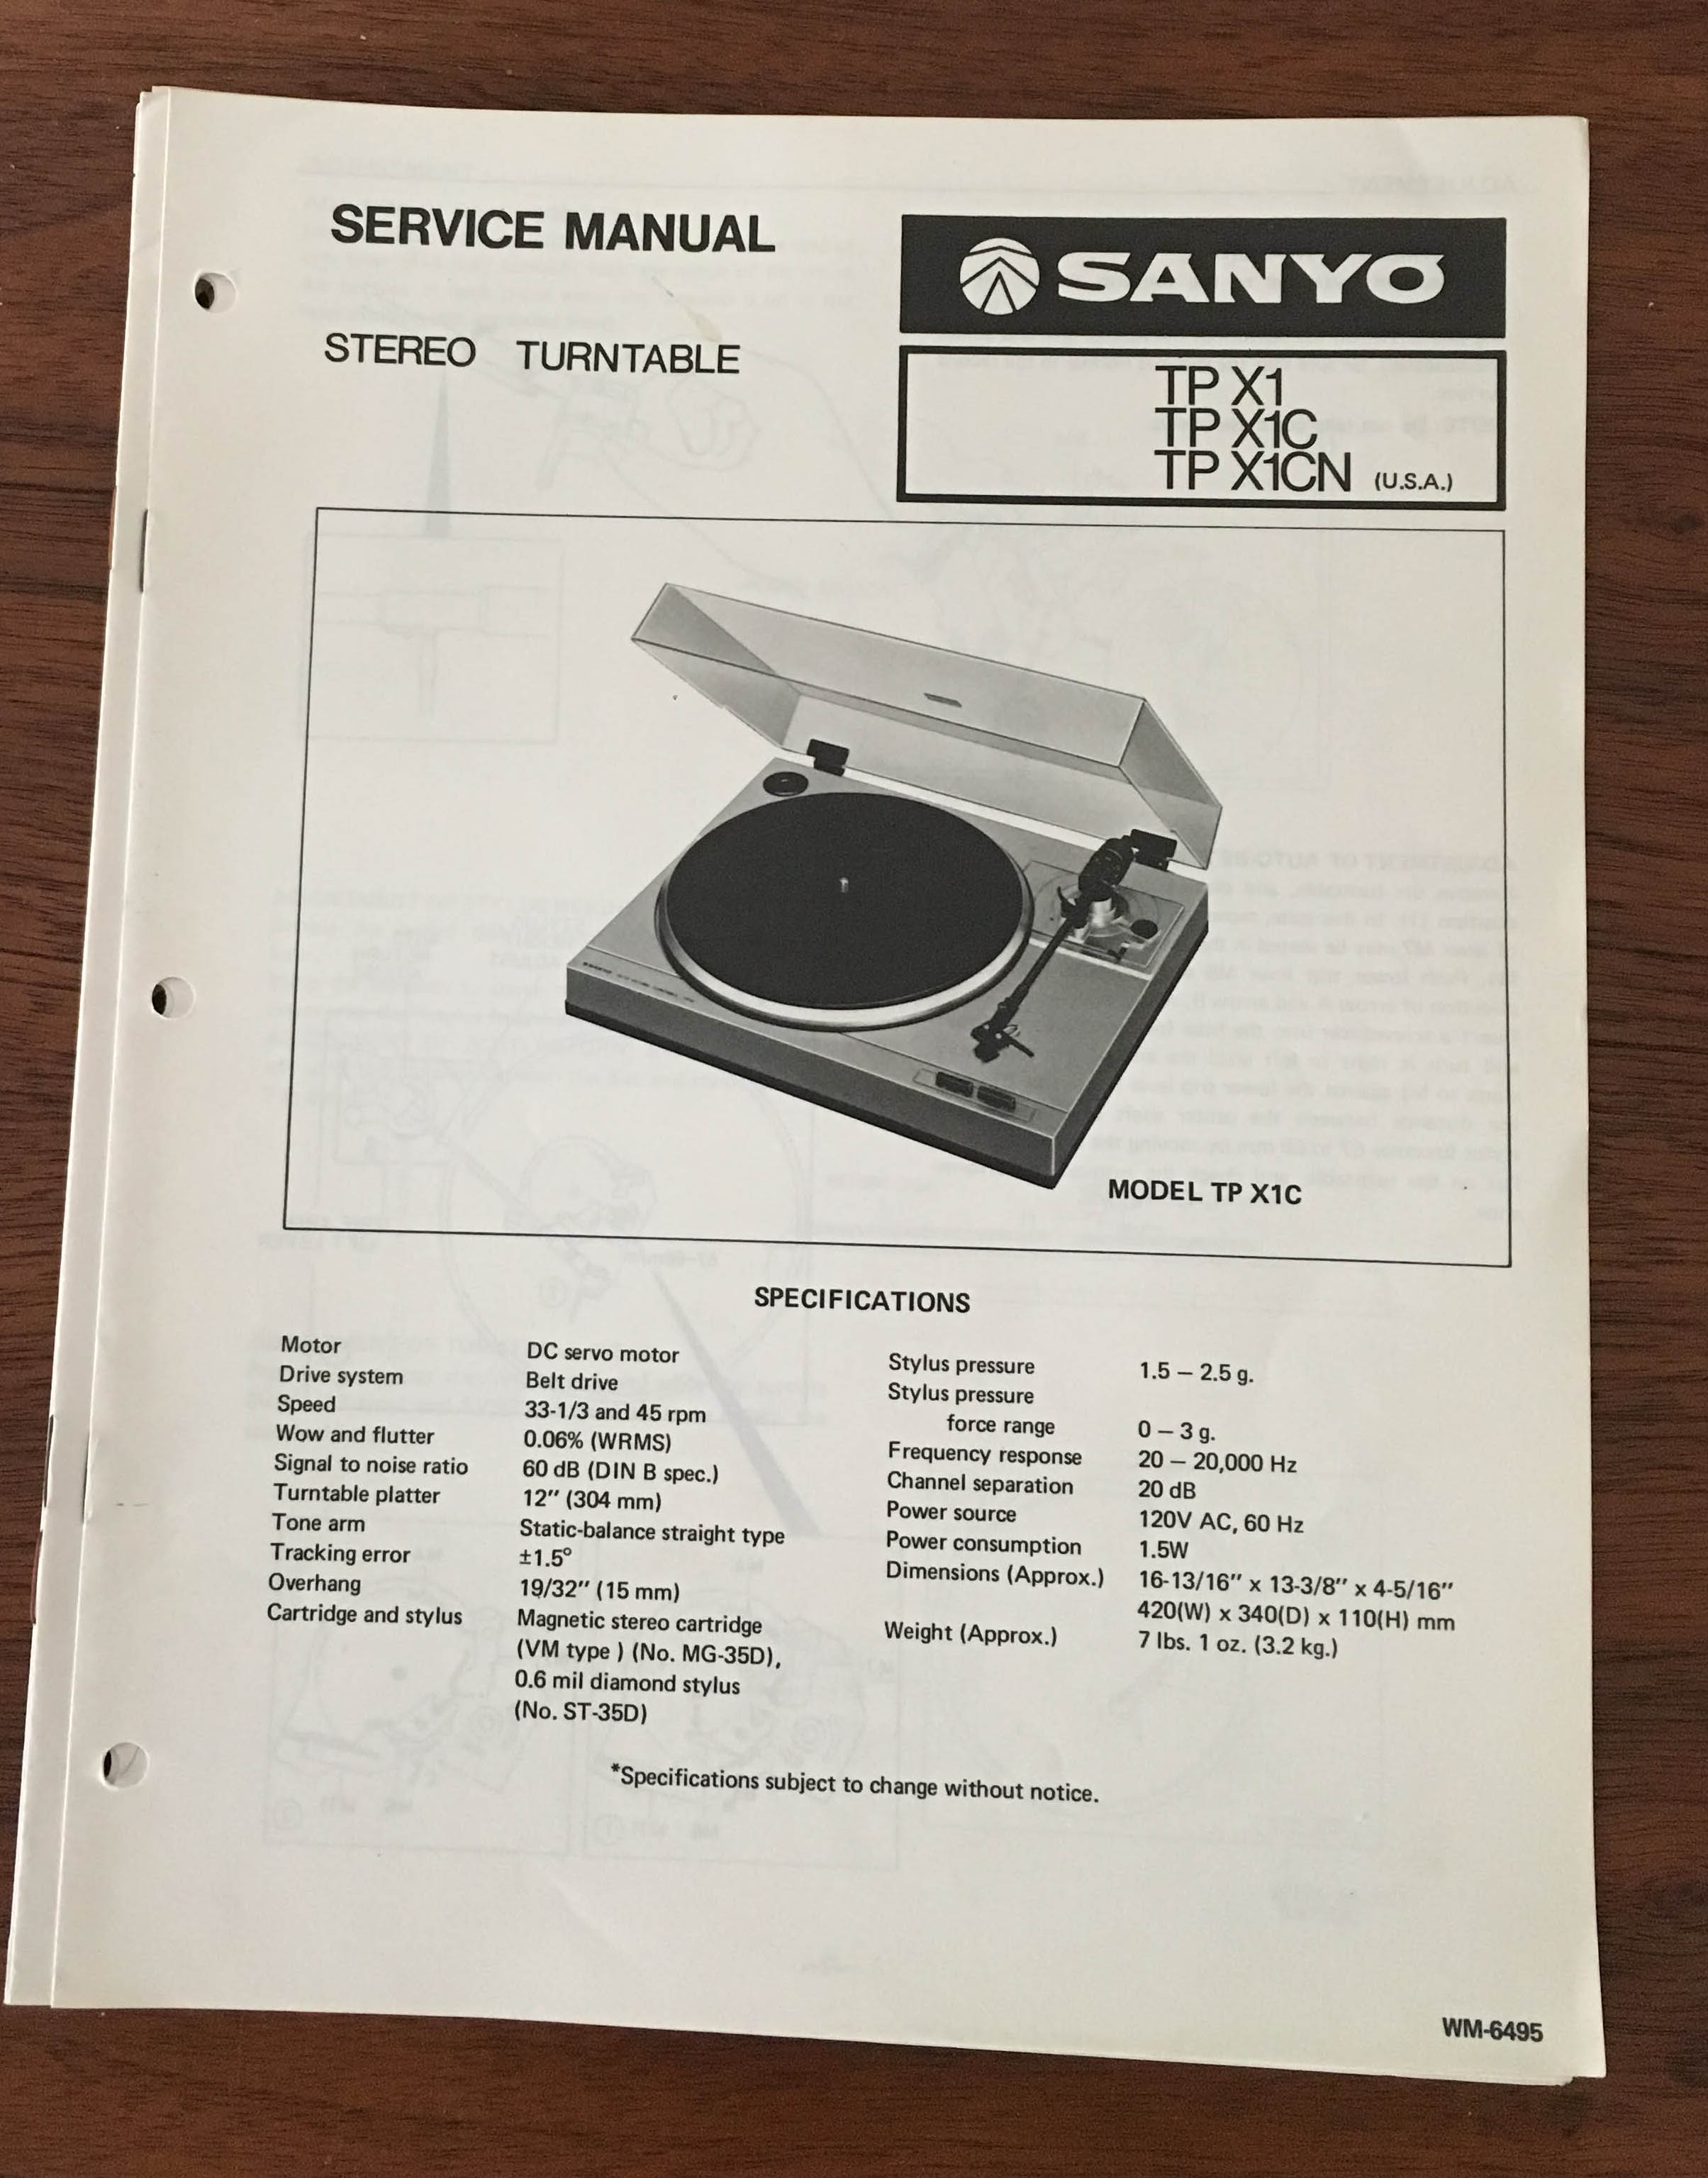 SERVICE MANUAL
SANYO
STEREO TURNTABLE
TP X1
TP X1C
TP X1CN (U.S.A.)
MODEL TP X1C
SPECIFICATIONS
Motor DC servo motor
Drive system Belt drive
Speed 33-1/3 and 45 rpm
Wow and flutter 0.06% (WRMS)
Signal to noise ratio 60 dB (DIN B spec.)
Turntable platter 12" (304 mm)
Tone arm Static-balance straight type
Tracking error ±1.5°
Overhang 19/32" (15 mm)
Cartridge and stylus Magnetic stereo cartridge
(VM type ) (No. MG-35D),
0.6 mil diamond stylus
(No. ST-35D)
Stylus pressure 1.5 – 2.5 g.
Stylus pressure
force range 0 – 3 g.
Frequency response 20 – 20,000 Hz
Channel separation 20 dB
Power source 120V AC, 60 Hz
Power consumption 1.5W
Dimensions (Approx.) 16-13/16" x 13-3/8" x 4-5/16"
420(W) x 340(D) x 110(H) mm
Weight (Approx.) 7 lbs. 1 oz. (3.2 kg.)
*Specifications subject to change without notice.
WM-6495